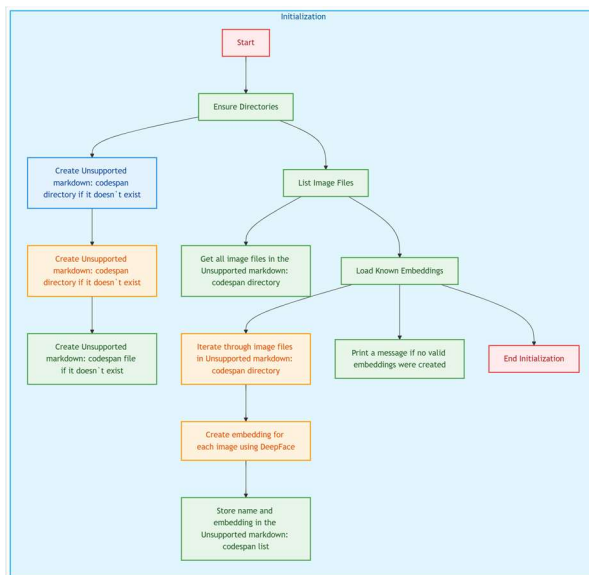 Initialization
Start
Ensure Directories
Create Unsupported
markdown: codespan
directory if it doesn`t exist
List Image Files
Create Unsupported
markdown: codespan
directory if it doesn`t exist
Get all image files in the
Unsupported markdown:
codespan directory
Load Known Embeddings
Create Unsupported
markdown: codespan file
if it doesn`t exist
Iterate through image files
in Unsupported markdown:
codespan directory
Print a message if no valid
embeddings were created
End Initialization
Create embedding for
each image using DeepFace
Store name and
embedding in the
Unsupported markdown:
codespan list